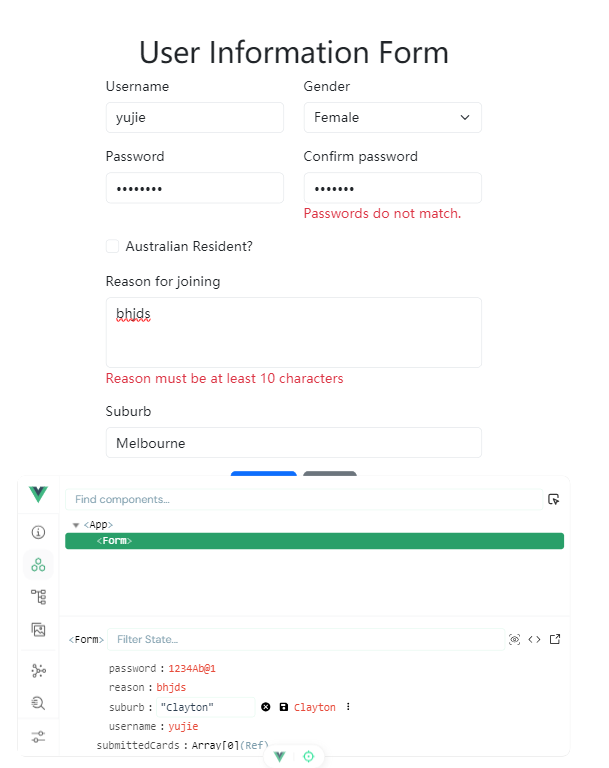 User Information Form
Username Gender
yujie Female
Password Confirm password
•••••••• •••••••
Passwords do not match.
Australian Resident?
Reason for joining
bhjds
Reason must be at least 10 characters
Suburb
Melbourne
Find components...
<App>
<Form>
<Form> Filter State...
password : 1234Ab@1
reason : bhjds
suburb : "Clayton" Clayton
username : yujie
submittedCards : Array[0] (Ref)